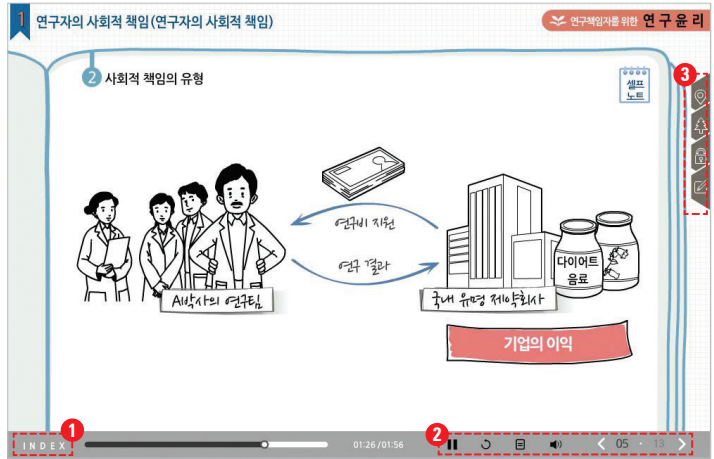 1 연구자의 사회적 책임(연구자의 사회적 책임)
연구책임자를 위한 연구윤리
2 사회적 책임의 유형
셀프
노트
3
연구비 지원
연구 결과
다이어트
음료
A박사의 연구팀
국내 유명 제약회사
기업의 이익
1
2
INDEX
01:26/01:56
05 · 13